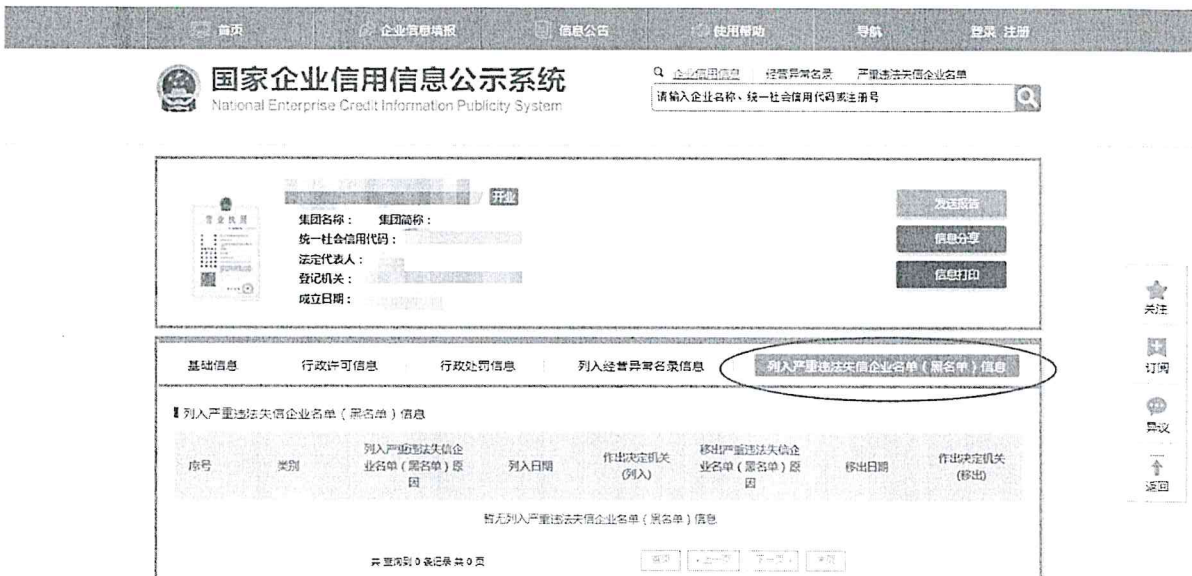 首页 企业信息填报 信息公告 使用帮助 导航 登录 注册
国家企业信用信息公示系统
National Enterprise Credit Information Publicity System
企业信用信息 经营异常名录 严重违法失信企业名单
请输入企业名称、统一社会信用代码或注册号
开业
营业执照
集团名称： 集团简称：
统一社会信用代码：
法定代表人：
登记机关：
成立日期：
发送报告
信息分享
信息打印
关注
订阅
异议
返回
基础信息 行政许可信息 行政处罚信息 列入经营异常名录信息 列入严重违法失信企业名单（黑名单）信息
列入严重违法失信企业名单（黑名单）信息
序号 类别 列入严重违法失信企业名单（黑名单）原因 列入日期 作出决定机关(列入) 移出严重违法失信企业名单（黑名单）原因 移出日期 作出决定机关(移出)
暂无列入严重违法失信企业名单（黑名单）信息
共 查询到 0 条记录 共 0 页
首页 上一页 下一页 末页